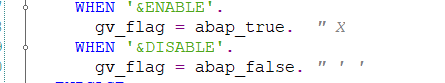 WHEN '&ENABLE'.
gv_flag = abap_true.  " X
WHEN '&DISABLE'.
gv_flag = abap_false. " ' '